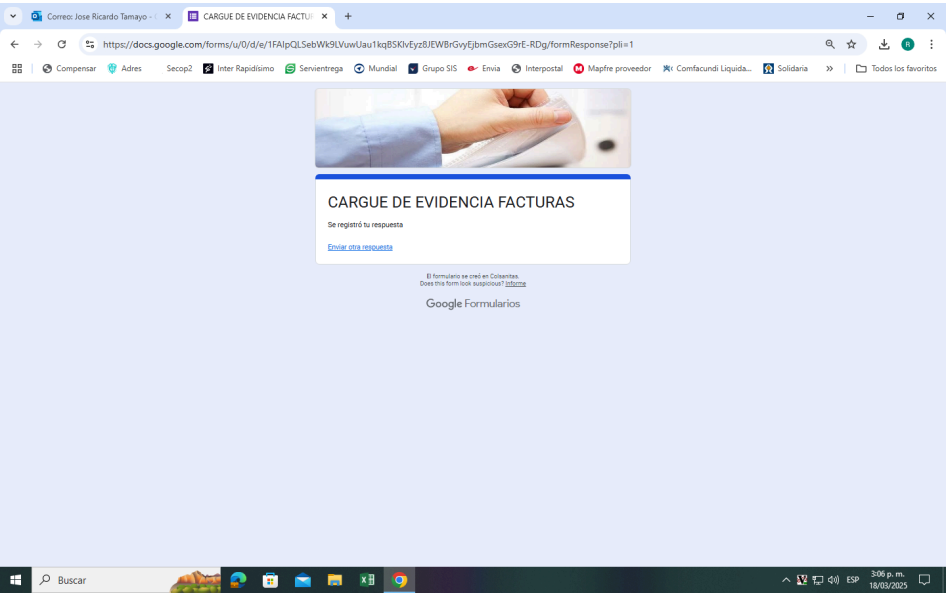 Correo: Jose Ricardo Tamayo -
CARGUE DE EVIDENCIA FACTUR
https://docs.google.com/forms/u/0/d/e/1FAIpQLSebWk9LVuwUau1kqBSKlvEyz8JEWBrGvyEjbmGsexG9rE-RDg/formResponse?pli=1
R
Compensar
Adres
Secop2
Inter Rapidísimo
Servientrega
Mundial
Grupo SIS
Envia
Interpostal
Mapfre proveedor
Comfacundi Liquida...
Solidaria
Todos los favoritos
CARGUE DE EVIDENCIA FACTURAS
Se registró tu respuesta
Enviar otra respuesta
El formulario se creó en Colsanitas.
Does this form look suspicious? Informe
Google Formularios
Buscar
ESP
3:06 p. m.
18/03/2025